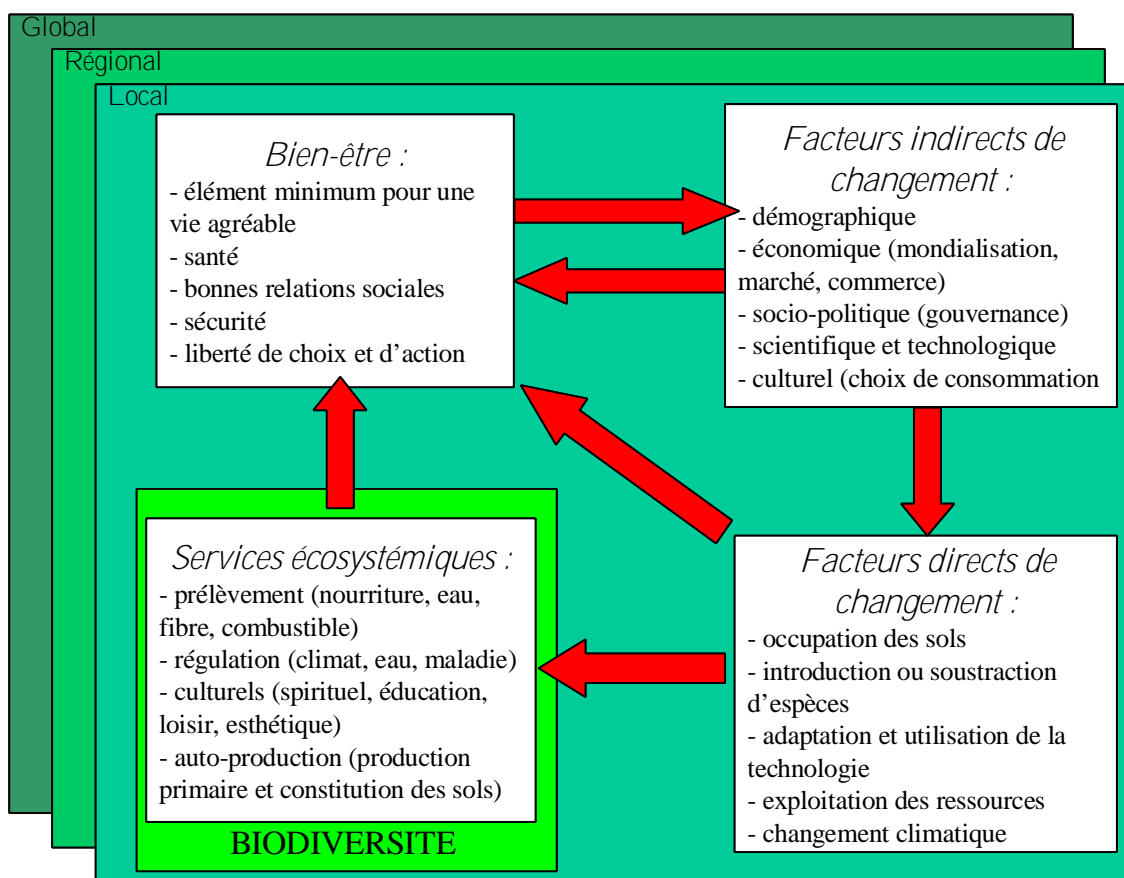 Global
Régional
Local
Bien-être :
- élément minimum pour une
vie agréable
- santé
- bonnes relations sociales
- sécurité
- liberté de choix et d'action
Facteurs indirects de
changement :
- démographique
- économique (mondialisation,
marché, commerce)
- socio-politique (gouvernance)
- scientifique et technologique
- culturel (choix de consommation
Services écosystémiques :
- prélèvement (nourriture, eau,
fibre, combustible)
- régulation (climat, eau, maladie)
- culturels (spirituel, éducation,
loisir, esthétique)
- auto-production (production
primaire et constitution des sols)
BIODIVERSITE
Facteurs directs de
changement :
- occupation des sols
- introduction ou soustraction
d'espèces
- adaptation et utilisation de la
technologie
- exploitation des ressources
- changement climatique